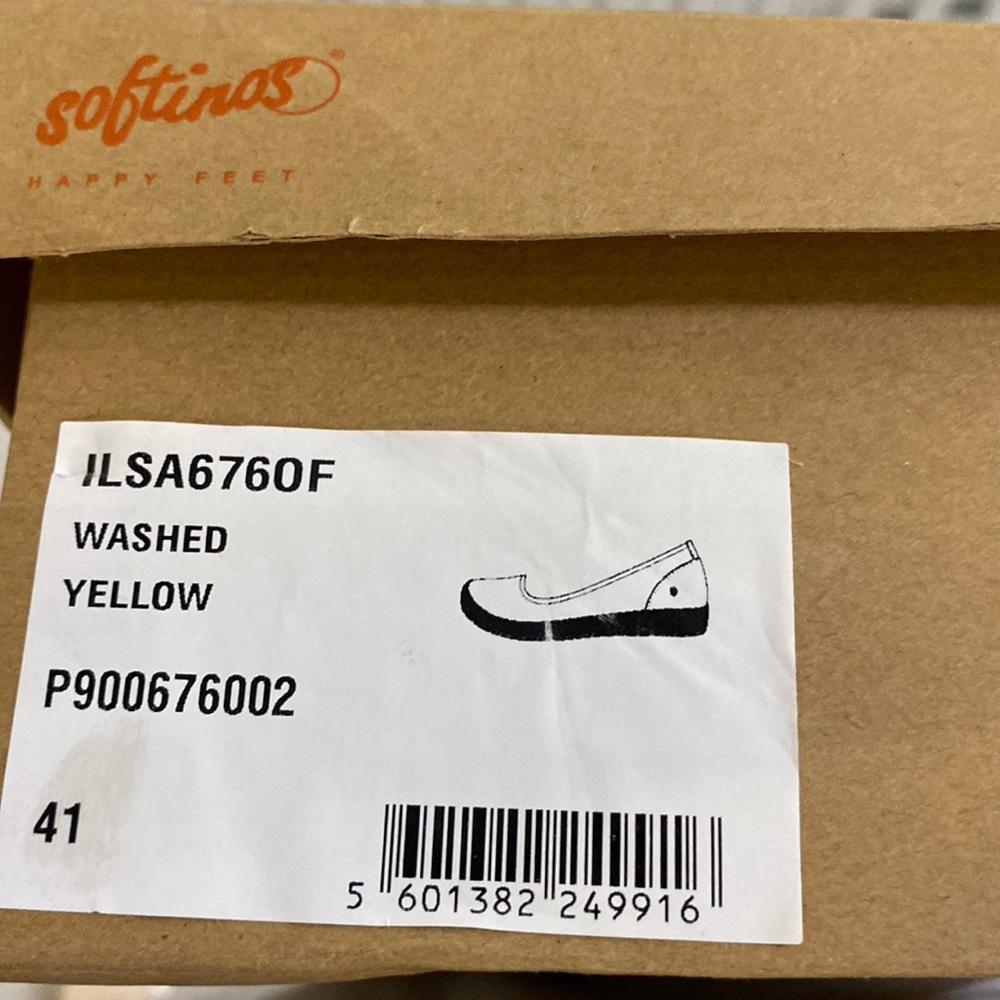 softinos®
HAPPY FEET
ILSA676OF
WASHED
YELLOW
P900676002
41
5 601382 249916